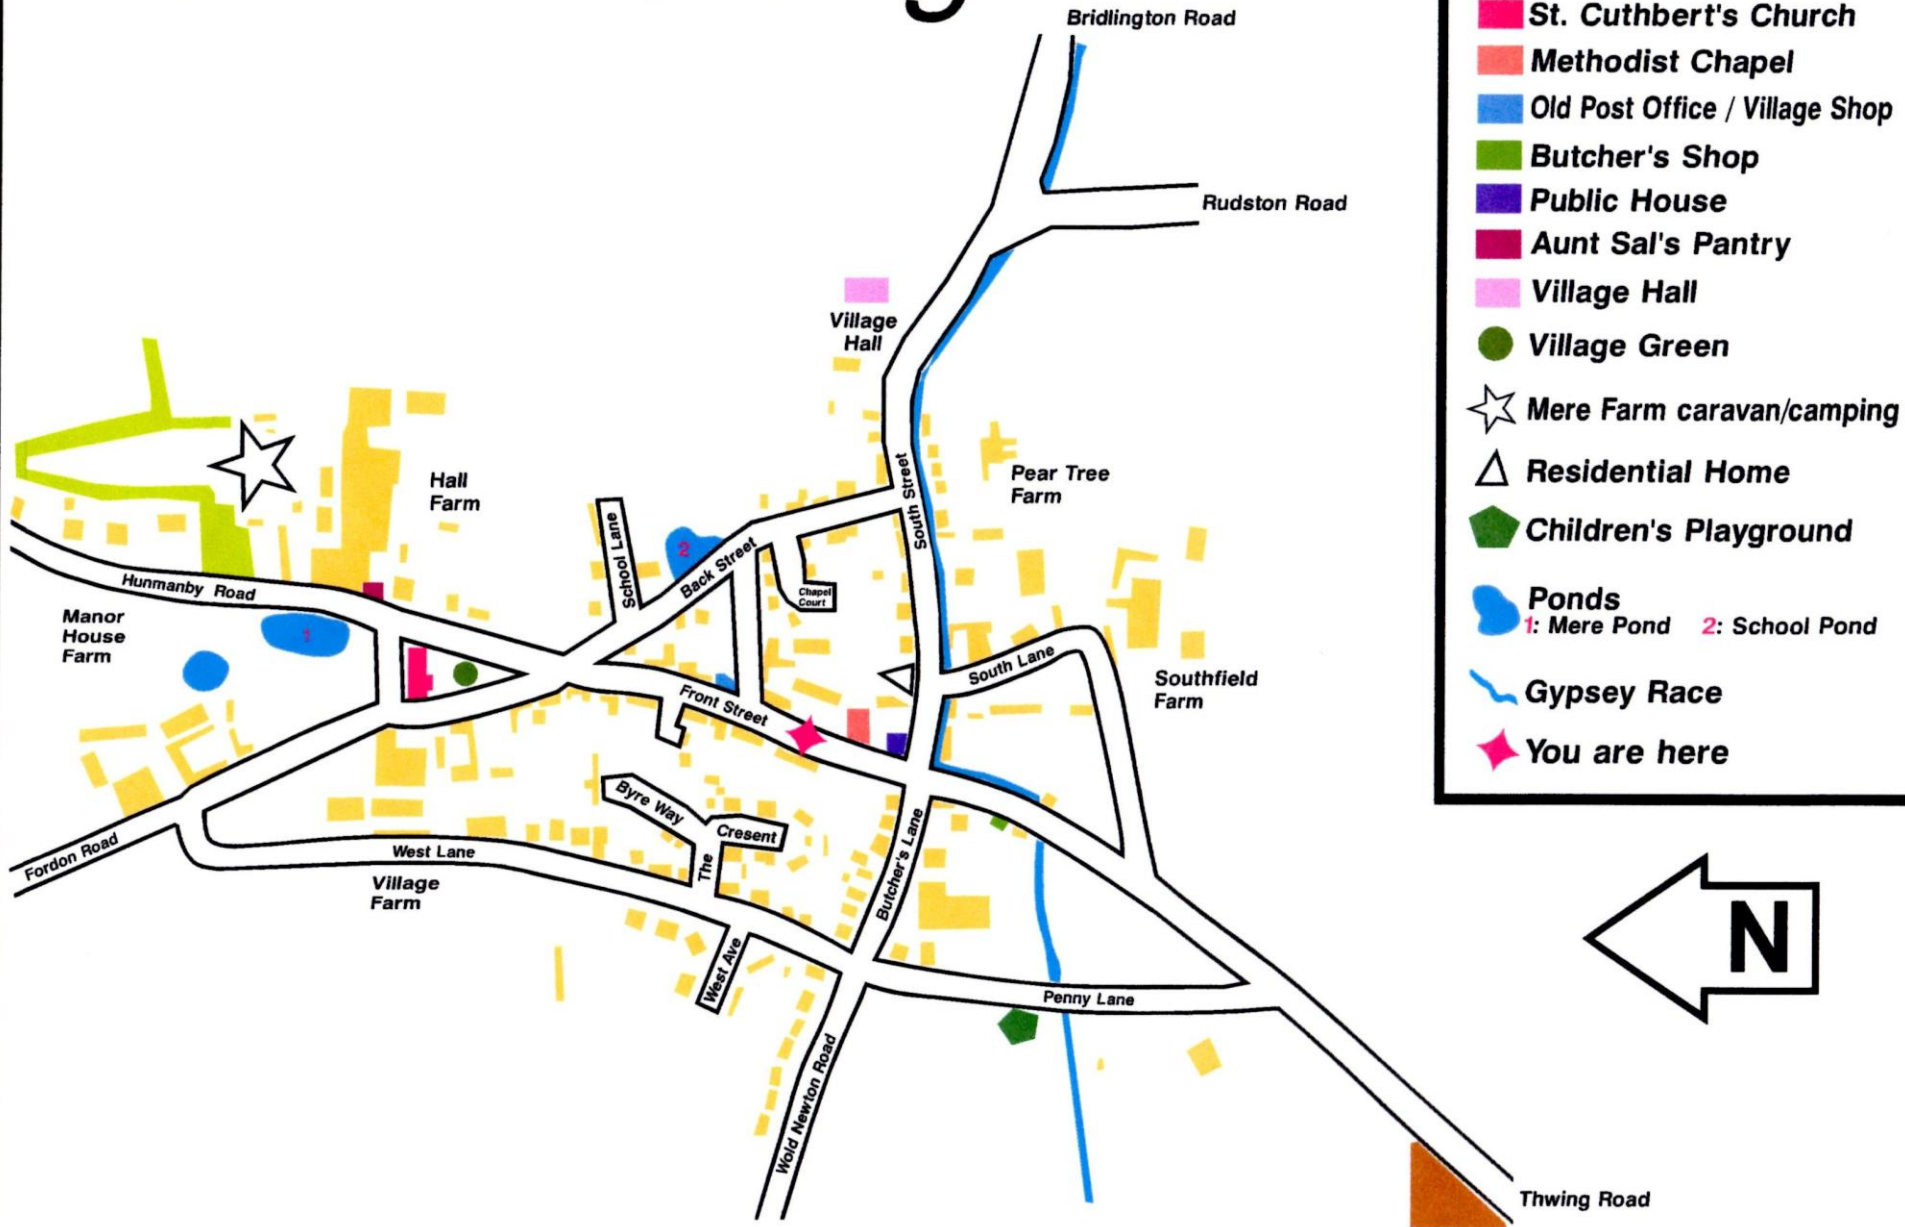 Bridlington Road
Rudston Road
Village
Hall
Pear Tree
Farm
Hall
Farm
South Street
School Lane
2
Back Street
Chapel
Court
Hunmanby Road
Manor
House
Farm
1
South Lane
Southfield
Farm
Front Street
Byre Way
Cresent
The
Butcher's Lane
Fordon Road
West Lane
Village
Farm
West Ave
Penny Lane
Wold Newton Road
Thwing Road
St. Cuthbert's Church
Methodist Chapel
Old Post Office / Village Shop
Butcher's Shop
Public House
Aunt Sal's Pantry
Village Hall
Village Green
Mere Farm caravan/camping
Residential Home
Children's Playground
Ponds
1: Mere Pond 2: School Pond
Gypsey Race
You are here
N